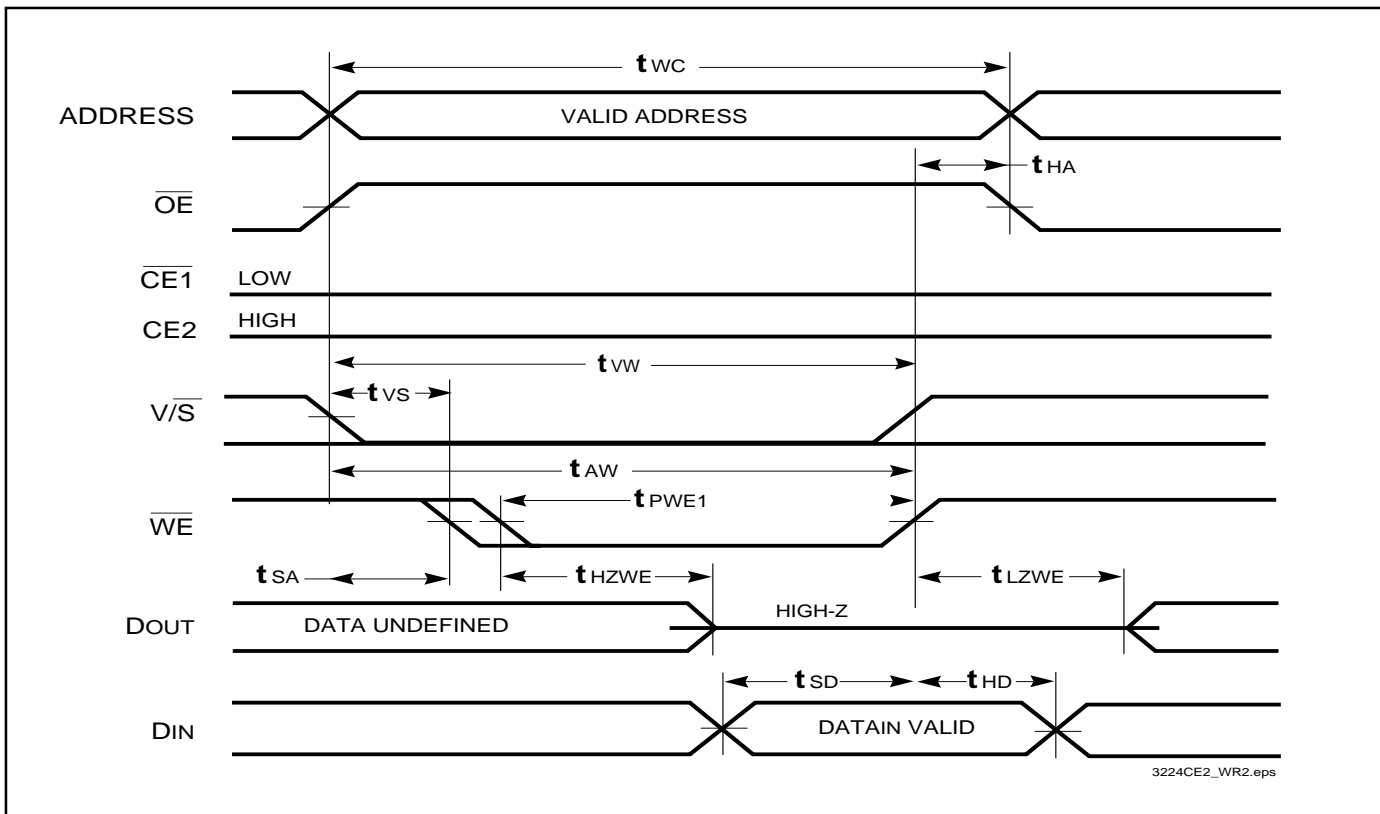 tWC
ADDRESS VALID ADDRESS
tHA
OE
CE1 LOW
CE2 HIGH
tVW
tVS
V/S
tAW
tPWE1
WE
tSA tHZWE tLZWE
HIGH-Z
DOUT DATA UNDEFINED
tSD tHD
DIN DATAIN VALID
3224CE2_WR2.eps